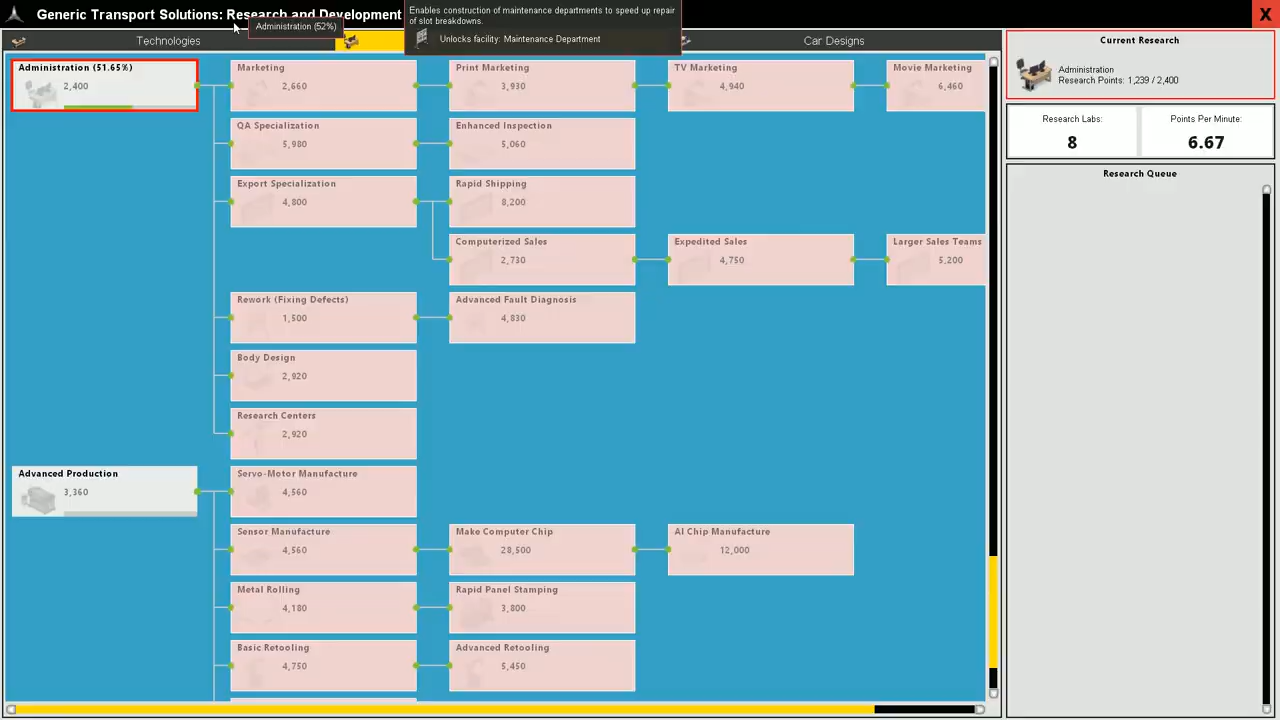 Generic Transport Solutions: Research and Development
Administration (52%)
Enables construction of maintenance departments to speed up repair
of slot breakdowns.
Unlocks facility: Maintenance Department
X
Technologies
Car Designs
Administration (51.65%)
2,400
Marketing
2,660
Print Marketing
3,930
TV Marketing
4,940
Movie Marketing
6,460
QA Specialization
5,980
Enhanced Inspection
5,060
Export Specialization
4,800
Rapid Shipping
8,200
Computerized Sales
2,730
Expedited Sales
4,750
Larger Sales Teams
5,200
Rework (Fixing Defects)
1,500
Advanced Fault Diagnosis
4,830
Body Design
2,920
Research Centers
2,920
Advanced Production
3,360
Servo-Motor Manufacture
4,560
Sensor Manufacture
4,560
Make Computer Chip
28,500
AI Chip Manufacture
12,000
Metal Rolling
4,180
Rapid Panel Stamping
3,800
Basic Retooling
4,750
Advanced Retooling
5,450
Current Research
Administration
Research Points: 1,239 / 2,400
Research Labs:
8
Points Per Minute:
6.67
Research Queue